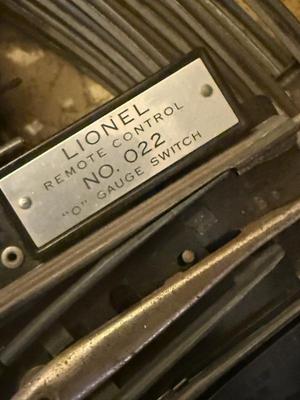 LIONEL
REMOTE CONTROL
NO. 022
"O" GAUGE SWITCH